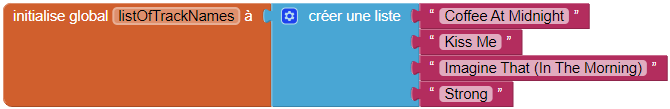 initialise global listOfTrackNames à créer une liste " Coffee At Midnight "
" Kiss Me "
" Imagine That (In The Morning) "
" Strong "